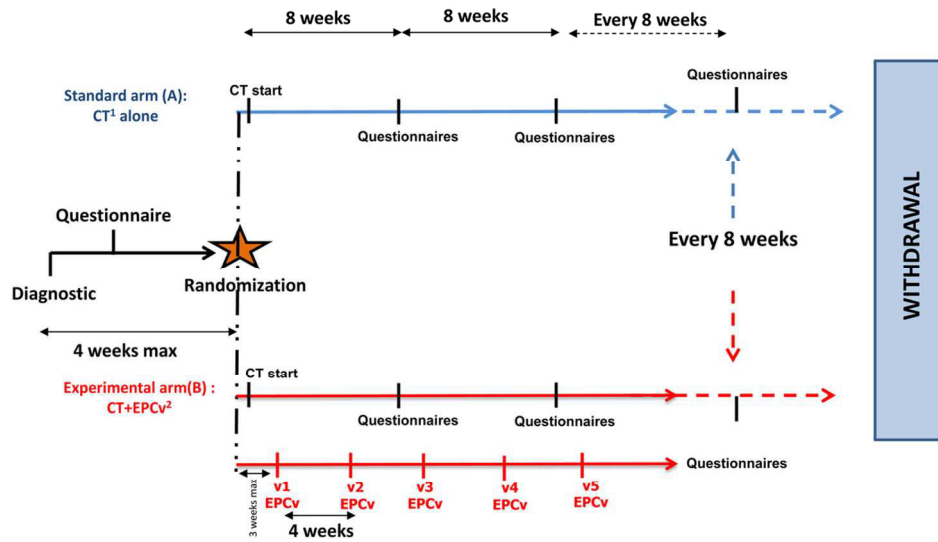 8 weeks
8 weeks
Every 8 weeks
Standard arm (A):
CT¹ alone
CT start
Questionnaires
Questionnaires
Questionnaires
Questionnaire
Diagnostic
Randomization
4 weeks max
Every 8 weeks
WITHDRAWAL
Experimental arm(B) :
CT+EPCv²
CT start
Questionnaires
Questionnaires
Questionnaires
3 weeks max
v1
EPCv
v2
EPCv
v3
EPCv
v4
EPCv
v5
EPCv
4 weeks